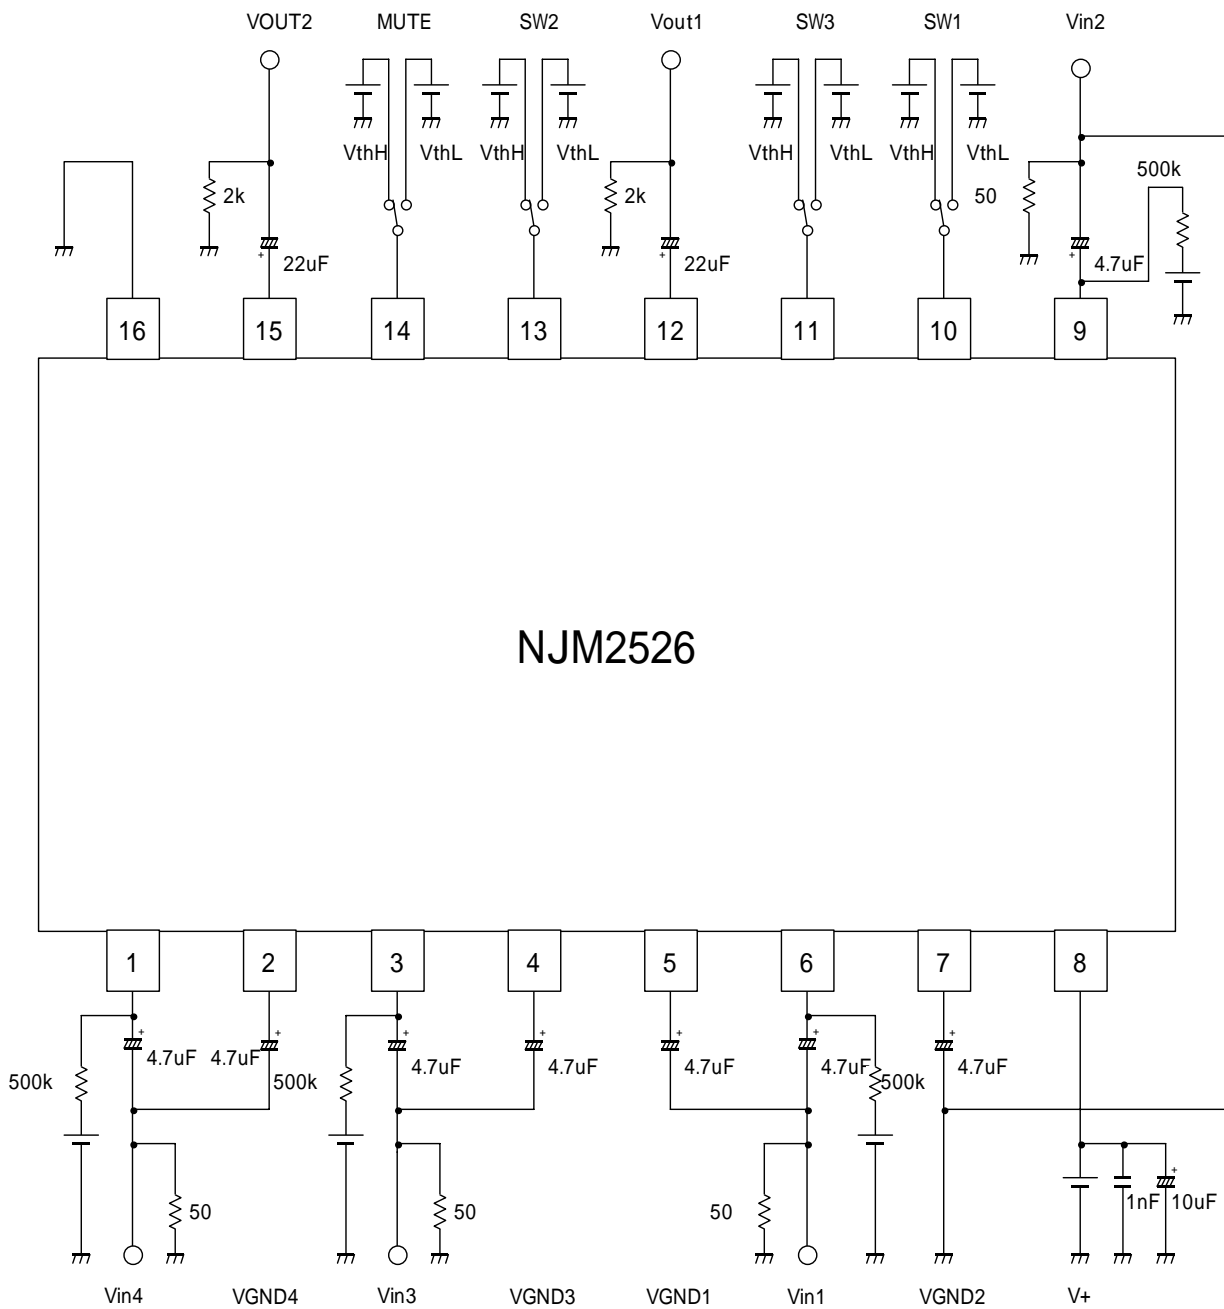 VOUT2 MUTE SW2 Vout1 SW3 SW1 Vin2
VthH VthL VthH VthL VthH VthL VthH VthL 500k
2k 2k 50
+ 22uF + 22uF + 4.7uF
16 15 14 13 12 11 10 9
NJM2526
1 2 3 4 5 6 7 8
+ + + + + + +
4.7uF 4.7uF 4.7uF 4.7uF 4.7uF 4.7uF 4.7uF
500k 500k 500k
+
1nF 10uF
50 50 50
Vin4 VGND4 Vin3 VGND3 VGND1 Vin1 VGND2 V+